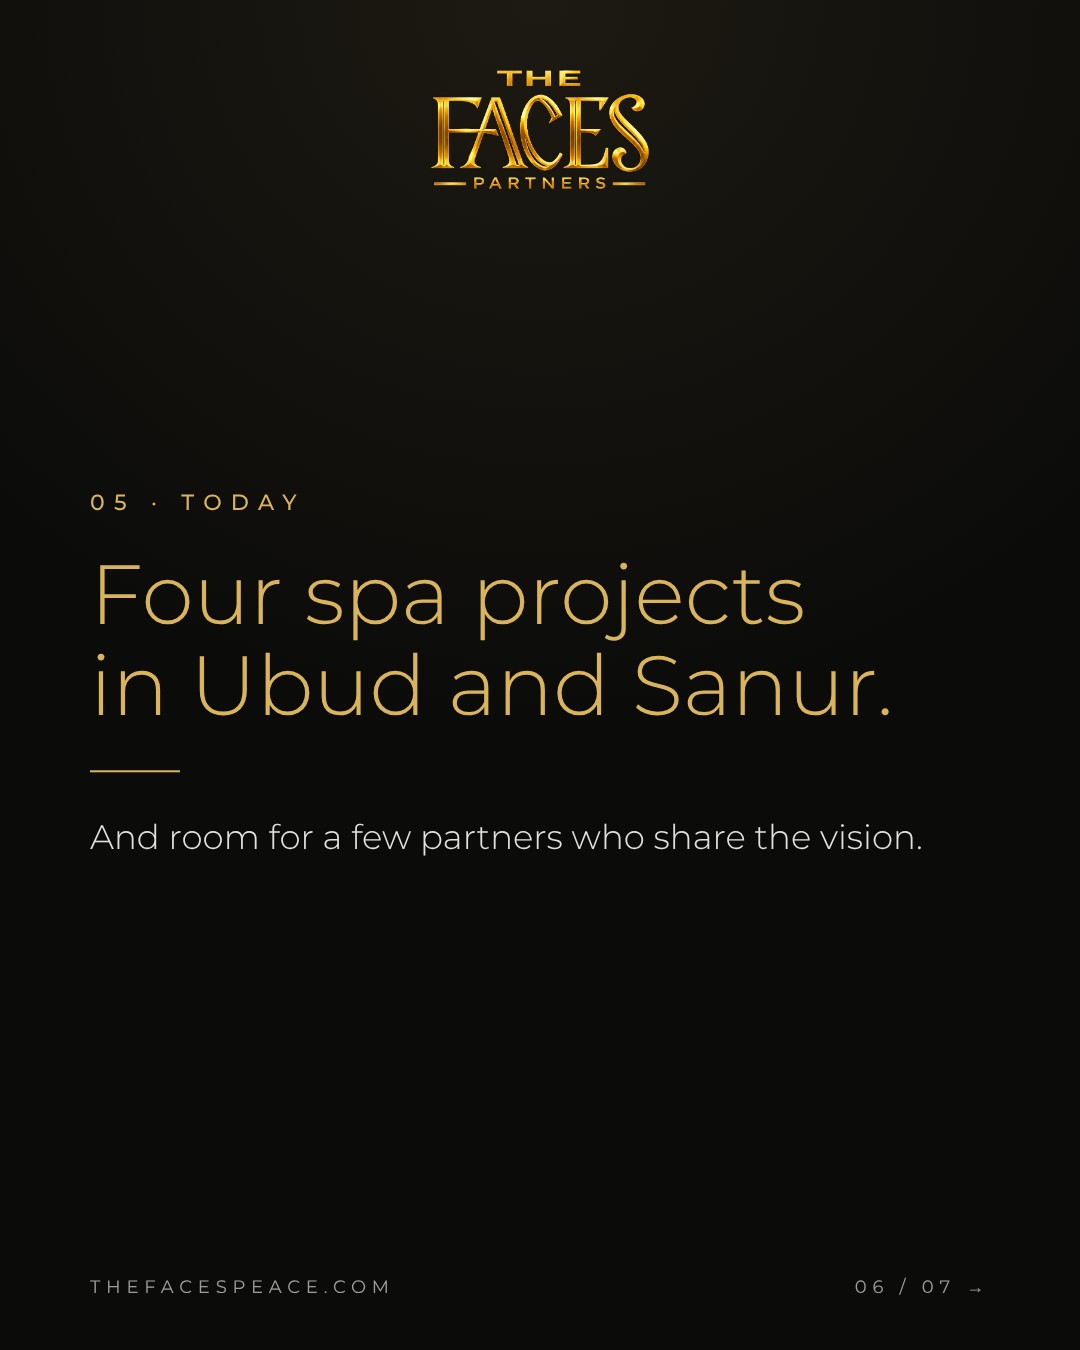 THE
FACES
PARTNERS
05 · TODAY
Four spa projects
in Ubud and Sanur.
And room for a few partners who share the vision.
THEFACESPEACE.COM
06 / 07 →